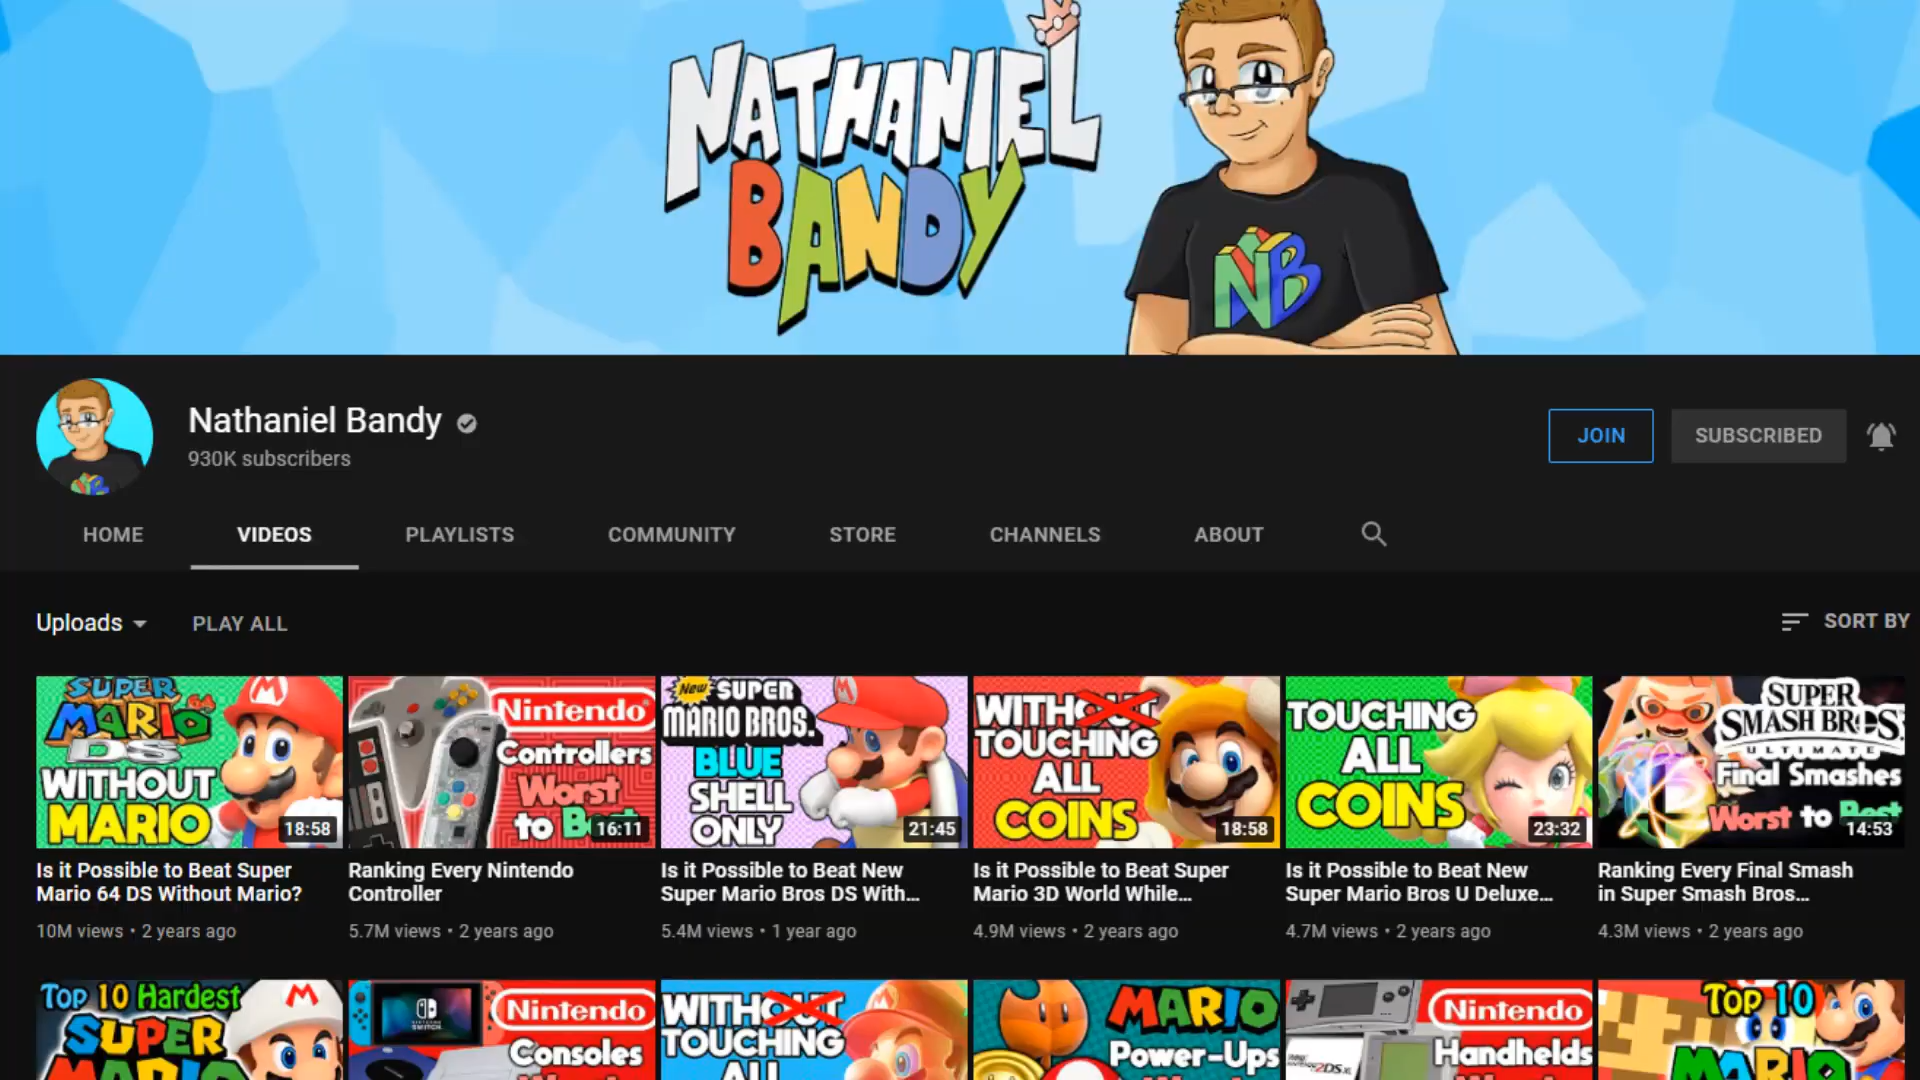 NATHANIEL
BANDY
NB
Nathaniel Bandy
930K subscribers
JOIN
SUBSCRIBED
HOME
VIDEOS
PLAYLISTS
COMMUNITY
STORE
CHANNELS
ABOUT
Uploads
PLAY ALL
SORT BY
SUPER
MARIO 64
DS
WITHOUT
MARIO
18:58
Nintendo
Controllers
Worst
to
16:11
New SUPER
MARIO BROS.
BLUE
SHELL
ONLY
21:45
WITHOUT
TOUCHING
ALL
COINS
18:58
TOUCHING
ALL
COINS
23:32
SUPER
SMASH BROS.
ULTIMATE
Final Smashes
Worst to Best
14:53
Is it Possible to Beat Super
Mario 64 DS Without Mario?
10M views • 2 years ago
Ranking Every Nintendo
Controller
5.7M views • 2 years ago
Is it Possible to Beat New
Super Mario Bros DS With...
5.4M views • 1 year ago
Is it Possible to Beat Super
Mario 3D World While...
4.9M views • 2 years ago
Is it Possible to Beat New
Super Mario Bros U Deluxe...
4.7M views • 2 years ago
Ranking Every Final Smash
in Super Smash Bros...
4.3M views • 2 years ago
Top 10 Hardest
SUPER
MARIO
Nintendo
Consoles
WITHOUT
TOUCHING
ALL
MARIO
Power-Ups
Nintendo
Handhelds
2DS XL
Top 10
MARIO